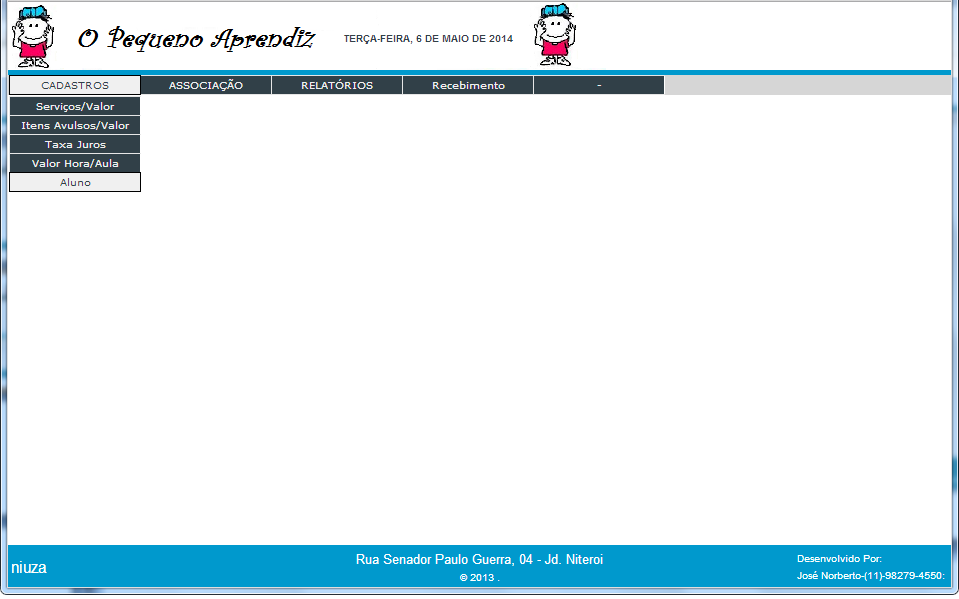 O Pequeno Aprendiz
TERÇA-FEIRA, 6 DE MAIO DE 2014
CADASTROS ASSOCIAÇÃO RELATÓRIOS Recebimento -
Serviços/Valor
Itens Avulsos/Valor
Taxa Juros
Valor Hora/Aula
Aluno
niuza
Rua Senador Paulo Guerra, 04 - Jd. Niteroi
© 2013 .
Desenvolvido Por:
José Norberto-(11)-98279-4550: